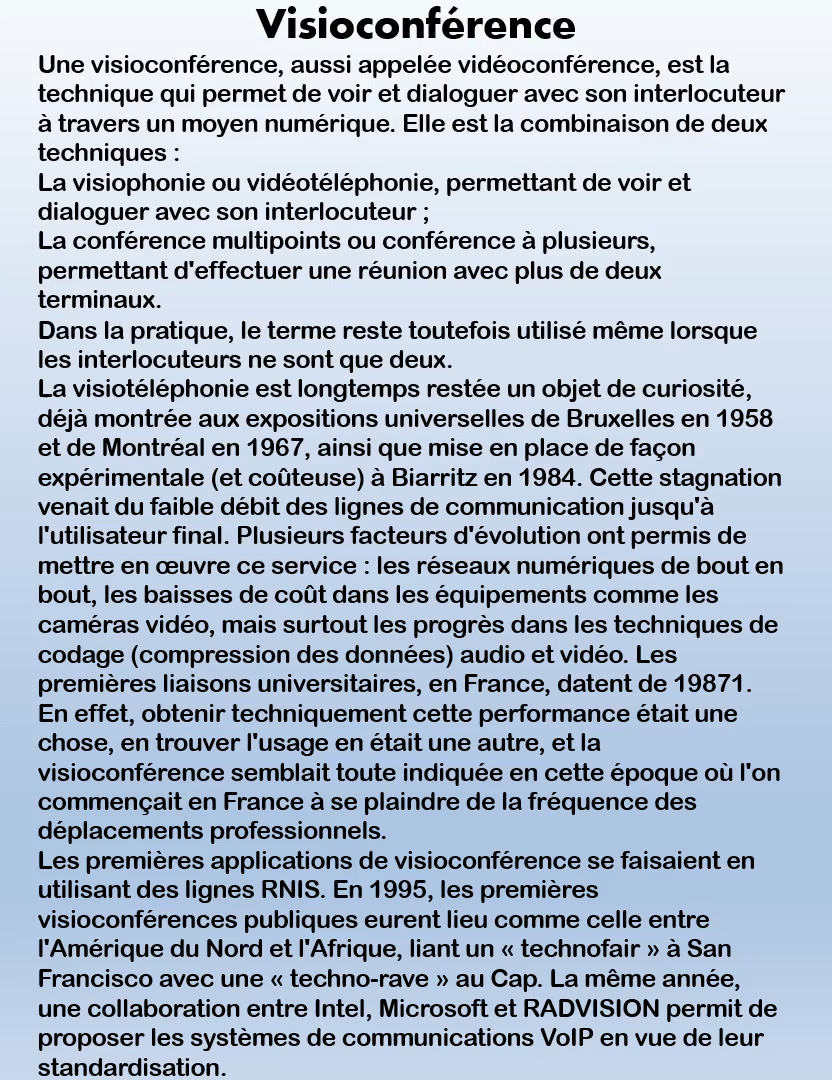 Visioconférence
Une visioconférence, aussi appelée vidéoconférence, est la
technique qui permet de voir et dialoguer avec son interlocuteur
à travers un moyen numérique. Elle est la combinaison de deux
techniques :
La visiophonie ou vidéotéléphonie, permettant de voir et
dialoguer avec son interlocuteur ;
La conférence multipoints ou conférence à plusieurs,
permettant d'effectuer une réunion avec plus de deux
terminaux.
Dans la pratique, le terme reste toutefois utilisé même lorsque
les interlocuteurs ne sont que deux.
La visiotéléphonie est longtemps restée un objet de curiosité,
déjà montrée aux expositions universelles de Bruxelles en 1958
et de Montréal en 1967, ainsi que mise en place de façon
expérimentale (et coûteuse) à Biarritz en 1984. Cette stagnation
venait du faible débit des lignes de communication jusqu'à
l'utilisateur final. Plusieurs facteurs d'évolution ont permis de
mettre en œuvre ce service : les réseaux numériques de bout en
bout, les baisses de coût dans les équipements comme les
caméras vidéo, mais surtout les progrès dans les techniques de
codage (compression des données) audio et vidéo. Les
premières liaisons universitaires, en France, datent de 19871.
En effet, obtenir techniquement cette performance était une
chose, en trouver l'usage en était une autre, et la
visioconférence semblait toute indiquée en cette époque où l'on
commençait en France à se plaindre de la fréquence des
déplacements professionnels.
Les premières applications de visioconférence se faisaient en
utilisant des lignes RNIS. En 1995, les premières
visioconférences publiques eurent lieu comme celle entre
l'Amérique du Nord et l'Afrique, liant un « technofair » à San
Francisco avec une « techno-rave » au Cap. La même année,
une collaboration entre Intel, Microsoft et RADVISION permit de
proposer les systèmes de communications VoIP en vue de leur
standardisation.